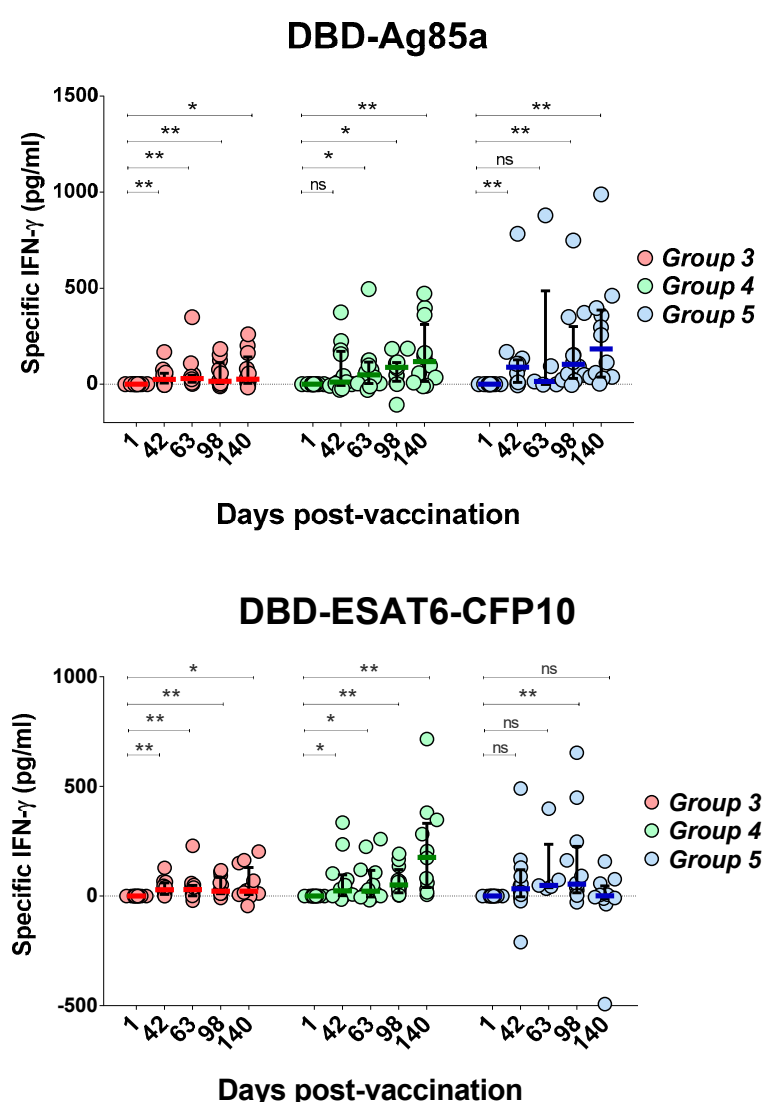 DBD-Ag85a
Specific IFN-γ (pg/ml)
1500
1000
500
0
* ** *
** * **
** * ns
** ns **
Group 3
Group 4
Group 5
1 42 63 98 140 1 42 63 98 140 1 42 63 98 140
Days post-vaccination
DBD-ESAT6-CFP10
Specific IFN-γ (pg/ml)
1000
500
0
-500
* ** ns
** ** **
** * ns
** * ns
Group 3
Group 4
Group 5
1 42 63 98 140 1 42 63 98 140 1 42 63 98 140
Days post-vaccination